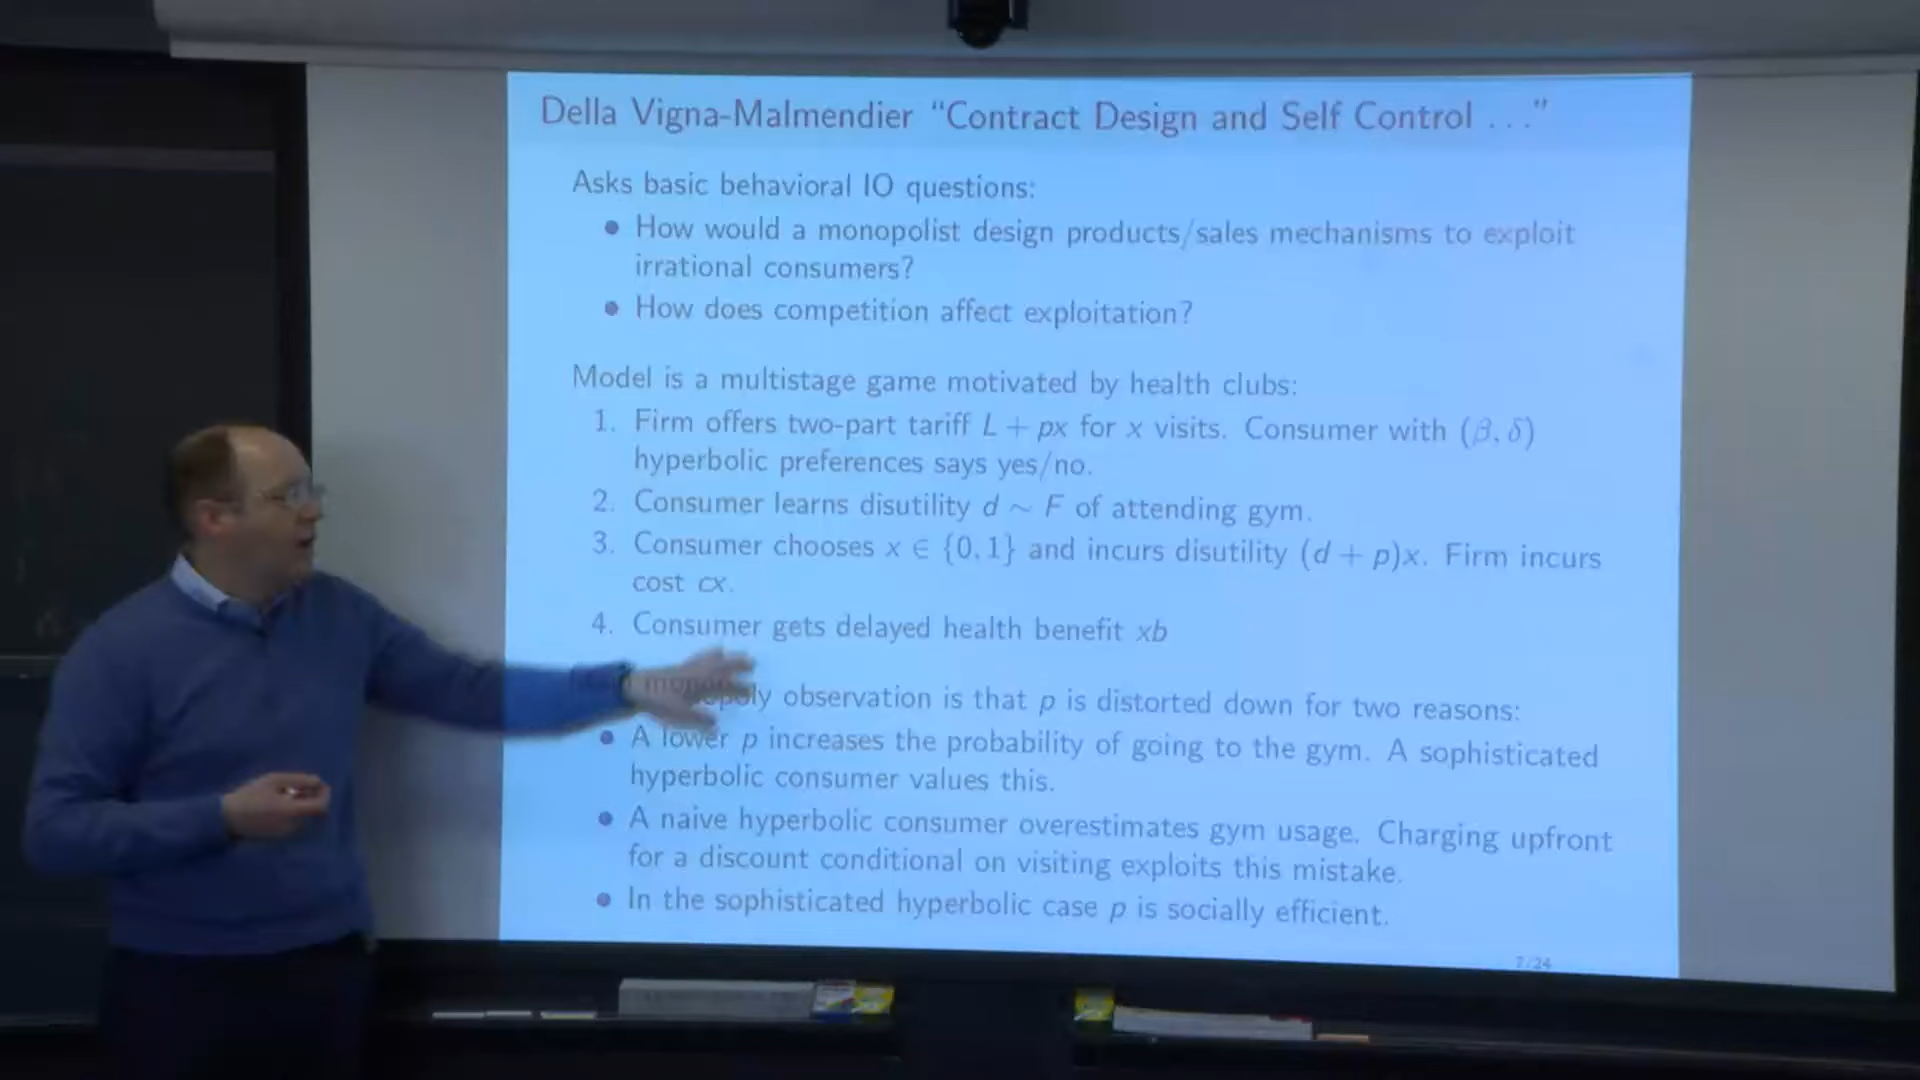 Della Vigna-Malmendier “Contract Design and Self Control ...”
Asks basic behavioral IO questions:
• How would a monopolist design products/sales mechanisms to exploit
irrational consumers?
• How does competition affect exploitation?
Model is a multistage game motivated by health clubs:
1. Firm offers two-part tariff L + px for x visits. Consumer with (β, δ)
hyperbolic preferences says yes/no.
2. Consumer learns disutility d ~ F of attending gym.
3. Consumer chooses x ∈ {0, 1} and incurs disutility (d + p)x. Firm incurs
cost cx.
4. Consumer gets delayed health benefit xb
observation is that p is distorted down for two reasons:
• A lower p increases the probability of going to the gym. A sophisticated
hyperbolic consumer values this.
• A naive hyperbolic consumer overestimates gym usage. Charging upfront
for a discount conditional on visiting exploits this mistake.
• In the sophisticated hyperbolic case p is socially efficient.
7/24